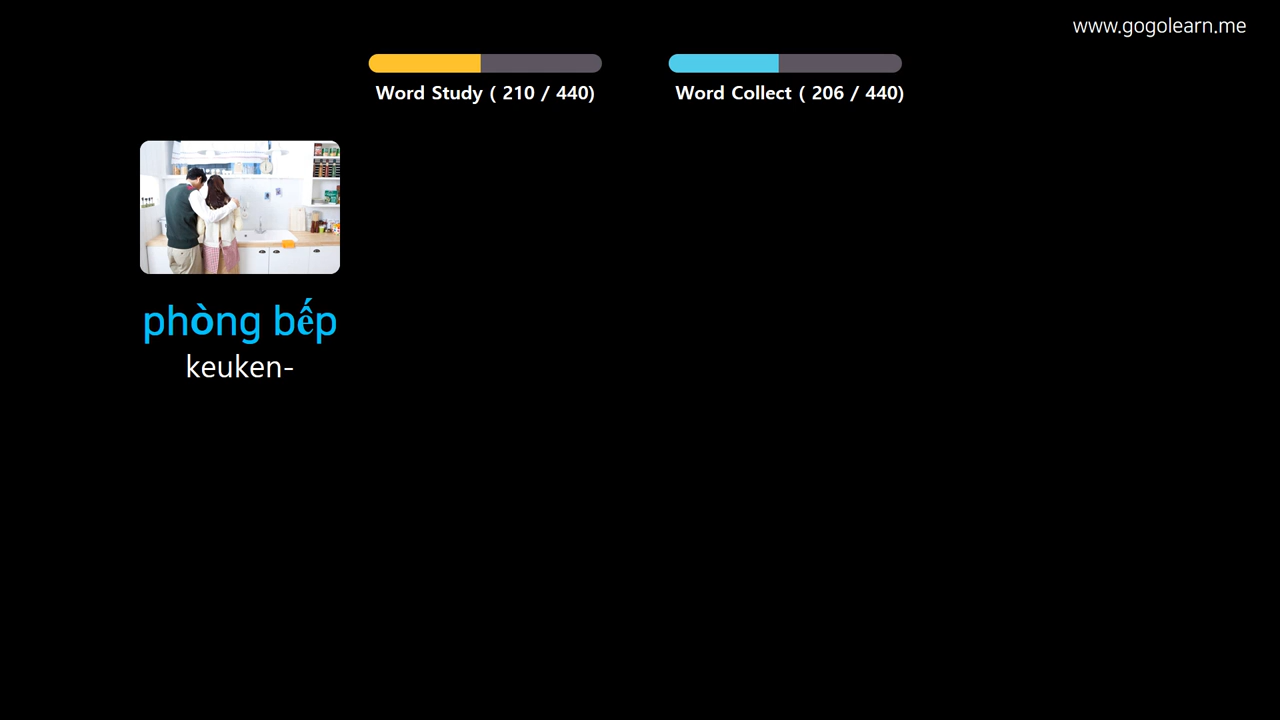 www.gogolearn.me
Word Study ( 210 / 440)
Word Collect ( 206 / 440)
phòng bếp
keuken-